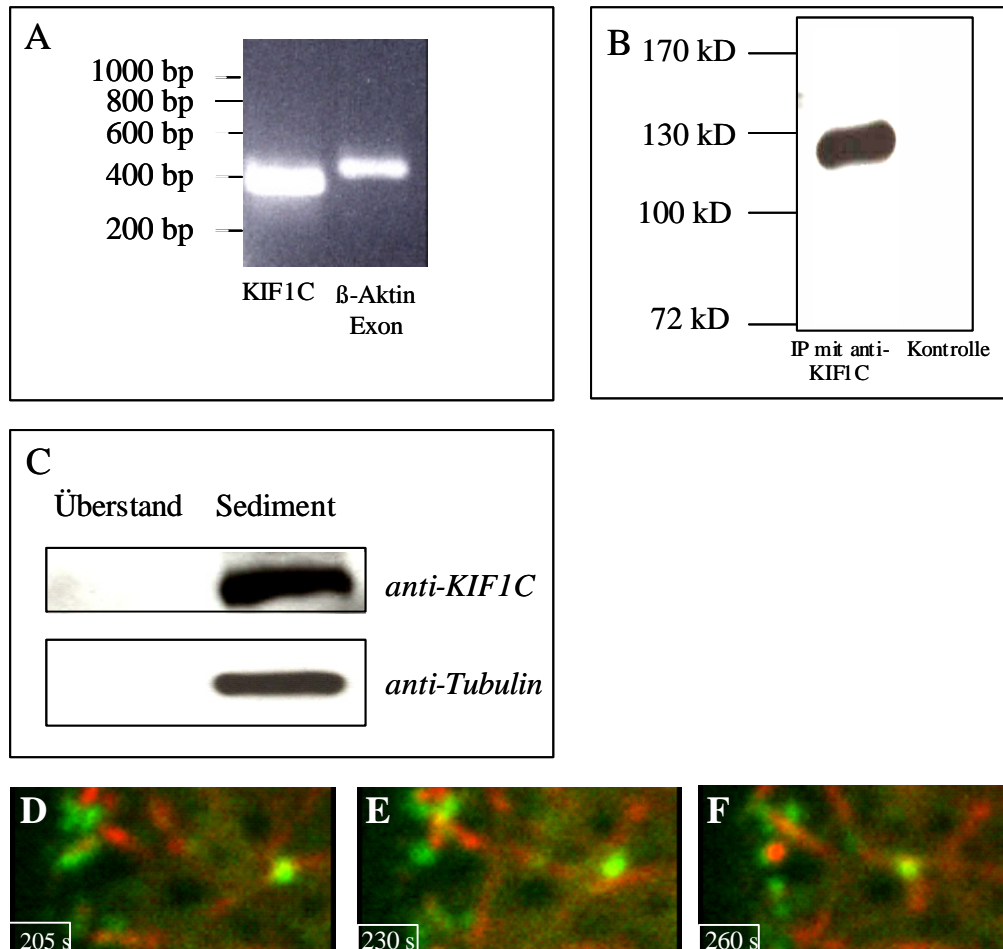 A
1000 bp
800 bp
600 bp
400 bp
200 bp
KIF1C ß-Aktin
Exon
B
170 kD
130 kD
100 kD
72 kD
IP mit anti- Kontrolle
KIF1C
C
Überstand Sediment
anti-KIF1C
anti-Tubulin
D
205 s
E
230 s
F
260 s